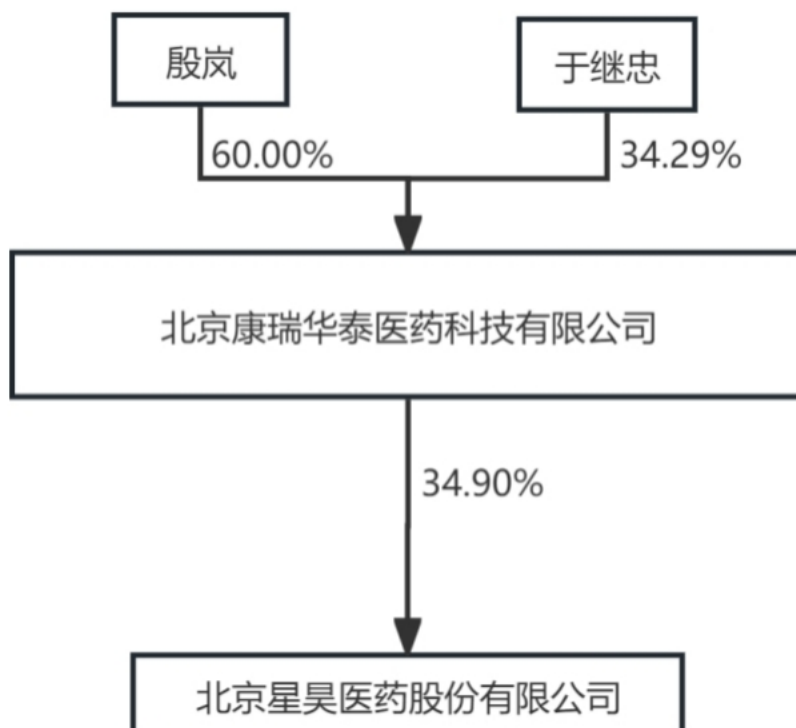 殷岚
于继忠
60.00%
34.29%
北京康瑞华泰医药科技有限公司
34.90%
北京星昊医药股份有限公司